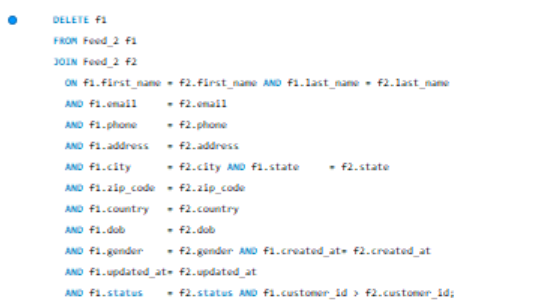 DELETE f1
FROM Feed_2 f1
JOIN Feed_2 f2
ON f1.first_name = f2.first_name AND f1.last_name = f2.last_name
AND f1.email = f2.email
AND f1.phone = f2.phone
AND f1.address = f2.address
AND f1.city = f2.city AND f1.state = f2.state
AND f1.zip_code = f2.zip_code
AND f1.country = f2.country
AND f1.dob = f2.dob
AND f1.gender = f2.gender AND f1.created_at= f2.created_at
AND f1.updated_at= f2.updated_at
AND f1.status = f2.status AND f1.customer_id > f2.customer_id;